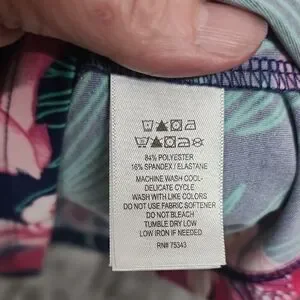 84% POLYESTER
16% SPANDEX / ELASTANE
MACHINE WASH COOL-
DELICATE CYCLE
WASH WITH LIKE COLORS
DO NOT USE FABRIC SOFTENER
DO NOT BLEACH
TUMBLE DRY LOW
LOW IRON IF NEEDED
RN# 75343